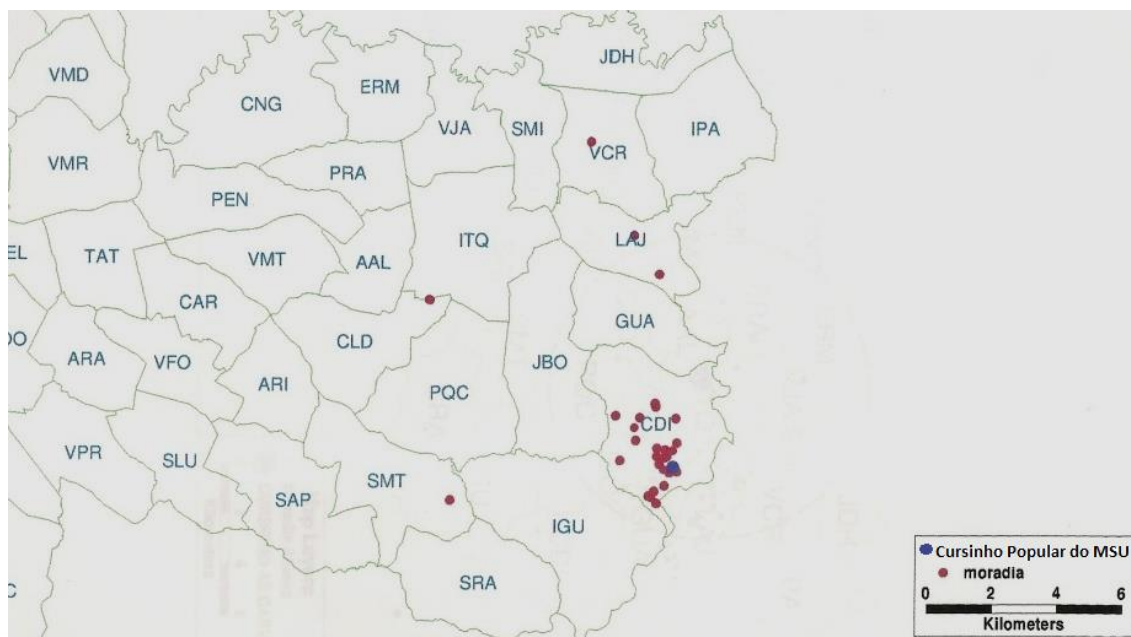 JDH
VMD
ERM
CNG
VJA
SMI
IPA
VCR
VMR
PRA
PEN
ITQ
LAJ
EL
TAT
VMT
AAL
CAR
GUA
CLD
OO
ARA
VFO
JBO
ARI
PQC
CDI
VPR
SLU
SMT
SAP
IGU
C
SRA
Cursinho Popular do MSU
moradia
0 2 4 6
Kilometers